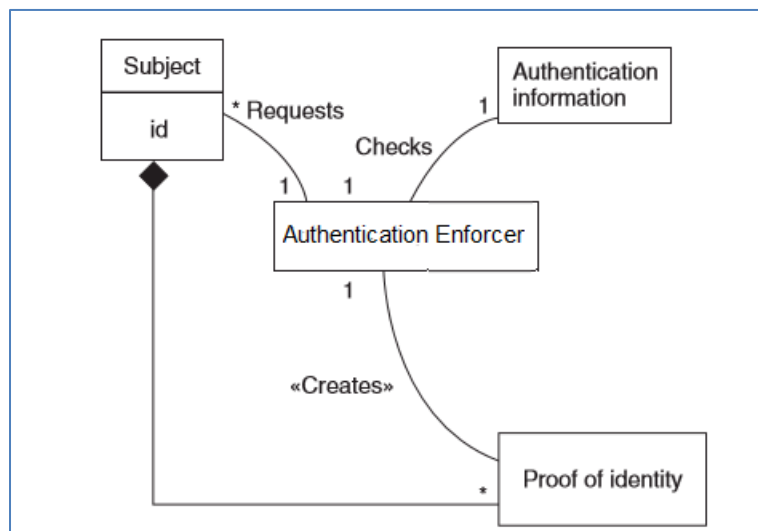 Subject
id
* Requests
1
Authentication
information
1
Checks
1
Authentication Enforcer
1
«Creates»
Proof of identity
*